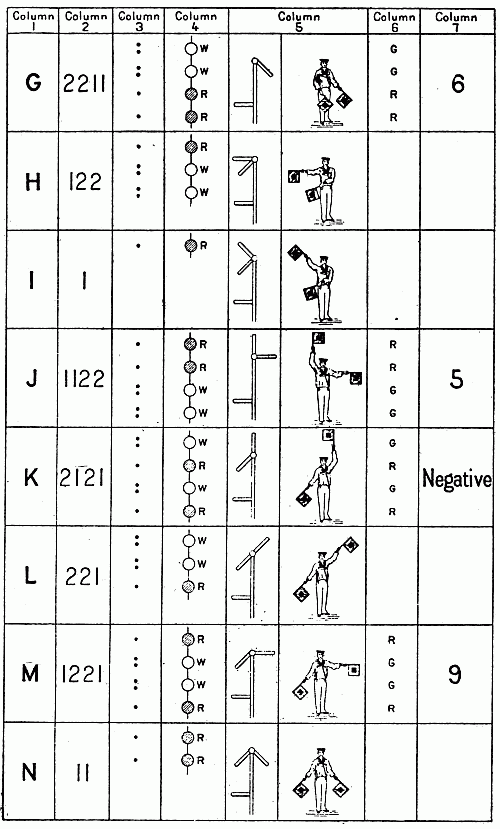 Column 1 Column 2 Column 3 Column 4 Column 5 Column 6 Column 7
G 2211 W W R R G G R R 6
H 122 R W W
I 1 R
J 1122 R R W W R R G G 5
K 2121 W R W R G R G R Negative
L 221 W W R
M 1221 R W W R R G G R 9
N 11 R R